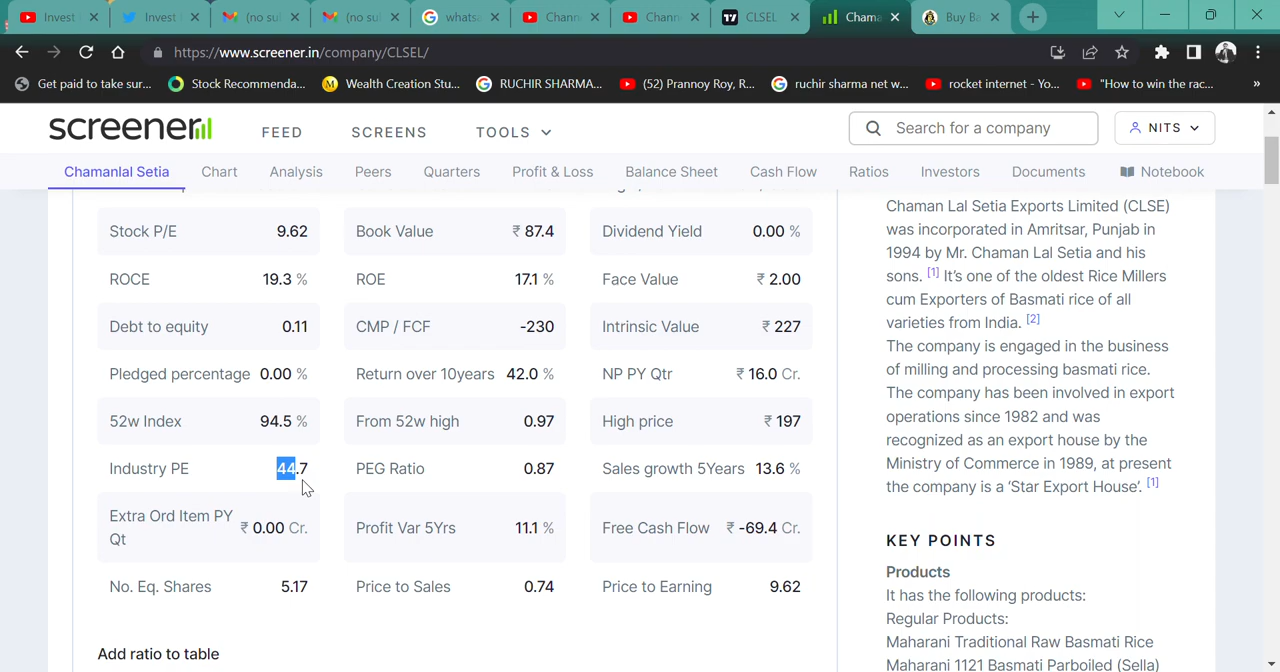 Invest
Invest
(no su
(no su
whats
Chann
Chann
CLSEL
Chama
Buy B
https://www.screener.in/company/CLSEL/
Get paid to take sur...
Stock Recommenda...
Wealth Creation Stu...
RUCHIR SHARMA...
(52) Prannoy Roy, R...
ruchir sharma net w...
rocket internet - Yo...
"How to win the rac...
»
screener
FEED
SCREENS
TOOLS
Search for a company
NITS
Chamanlal Setia
Chart
Analysis
Peers
Quarters
Profit & Loss
Balance Sheet
Cash Flow
Ratios
Investors
Documents
Notebook
Stock P/E 9.62
Book Value ₹ 87.4
Dividend Yield 0.00 %
ROCE 19.3 %
ROE 17.1 %
Face Value ₹ 2.00
Debt to equity 0.11
CMP / FCF -230
Intrinsic Value ₹ 227
Pledged percentage 0.00 %
Return over 10years 42.0 %
NP PY Qtr ₹ 16.0 Cr.
52w Index 94.5 %
From 52w high 0.97
High price ₹ 197
Industry PE 44.7
PEG Ratio 0.87
Sales growth 5Years 13.6 %
Extra Ord Item PY
Qt
₹ 0.00 Cr.
Profit Var 5Yrs 11.1 %
Free Cash Flow ₹ -69.4 Cr.
No. Eq. Shares 5.17
Price to Sales 0.74
Price to Earning 9.62
Add ratio to table
Chaman Lal Setia Exports Limited (CLSE)
was incorporated in Amritsar, Punjab in
1994 by Mr. Chaman Lal Setia and his
sons. [1] It's one of the oldest Rice Millers
cum Exporters of Basmati rice of all
varieties from India. [2]
The company is engaged in the business
of milling and processing basmati rice.
The company has been involved in export
operations since 1982 and was
recognized as an export house by the
Ministry of Commerce in 1989, at present
the company is a 'Star Export House'. [1]
KEY POINTS
Products
It has the following products:
Regular Products:
Maharani Traditional Raw Basmati Rice
Maharani 1121 Basmati Parboiled (Sella)